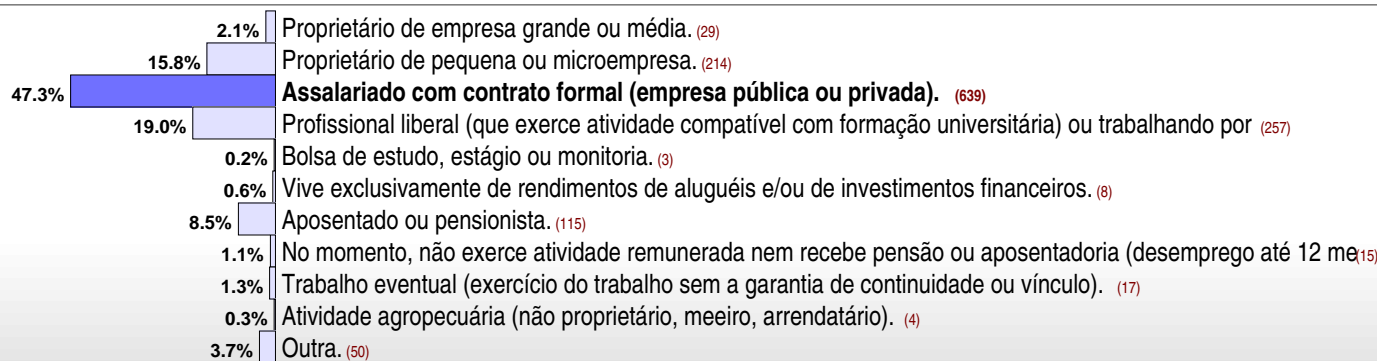 2.1% Proprietário de empresa grande ou média. (29)
15.8% Proprietário de pequena ou microempresa. (214)
47.3% Assalariado com contrato formal (empresa pública ou privada). (639)
19.0% Profissional liberal (que exerce atividade compatível com formação universitária) ou trabalhando por (257)
0.2% Bolsa de estudo, estágio ou monitoria. (3)
0.6% Vive exclusivamente de rendimentos de aluguéis e/ou de investimentos financeiros. (8)
8.5% Aposentado ou pensionista. (115)
1.1% No momento, não exerce atividade remunerada nem recebe pensão ou aposentadoria (desemprego até 12 me (15)
1.3% Trabalho eventual (exercício do trabalho sem a garantia de continuidade ou vínculo). (17)
0.3% Atividade agropecuária (não proprietário, meeiro, arrendatário). (4)
3.7% Outra. (50)